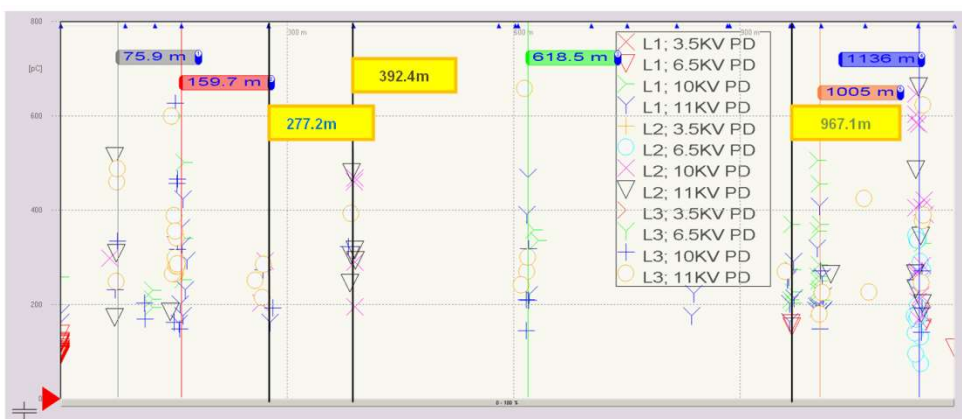 800
[pC]
600
400
200
0
300 m
600 m
900 m
75.9 m
159.7 m
277.2m
392.4m
618.5 m
967.1m
1136 m
1005 m
L1; 3.5KV PD
L1; 6.5KV PD
L1; 10KV PD
L1; 11KV PD
L2; 3.5KV PD
L2; 6.5KV PD
L2; 10KV PD
L2; 11KV PD
L3; 3.5KV PD
L3; 6.5KV PD
L3; 10KV PD
L3; 11KV PD
0 - 100 %